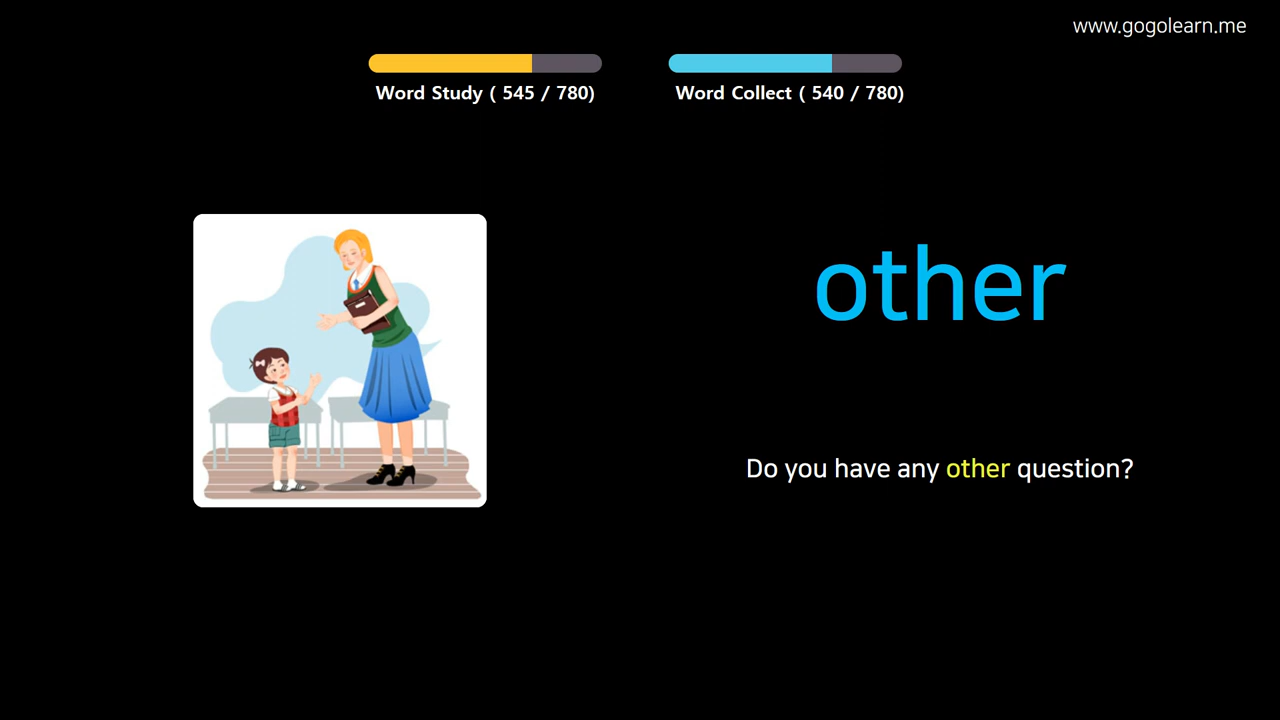 www.gogolearn.me
Word Study ( 545 / 780)
Word Collect ( 540 / 780)
other
Do you have any other question?